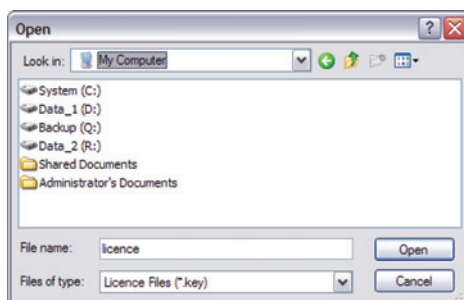 Open
Look in: My Computer
System (C:)
Data_1 (D:)
Backup (Q:)
Data_2 (R:)
Shared Documents
Administrator's Documents
File name: licence Open
Files of type: Licence Files (*.key) Cancel